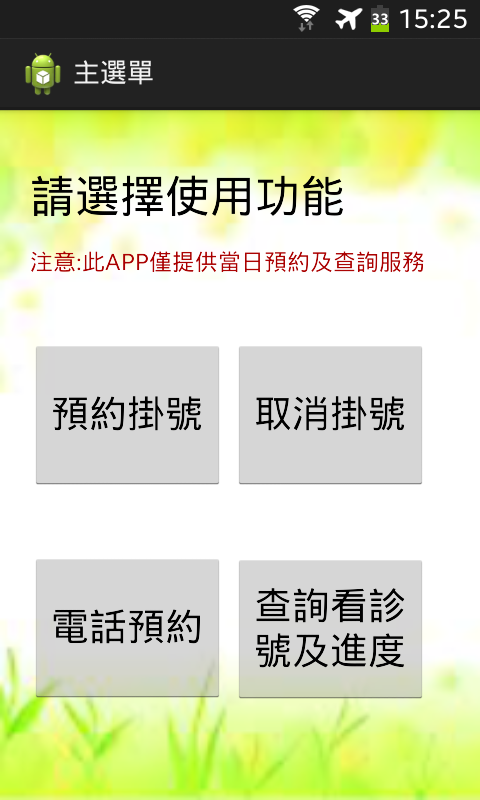 33 15:25
主選單
請選擇使用功能
注意:此APP僅提供當日預約及查詢服務
預約掛號
取消掛號
電話預約
查詢看診
號及進度